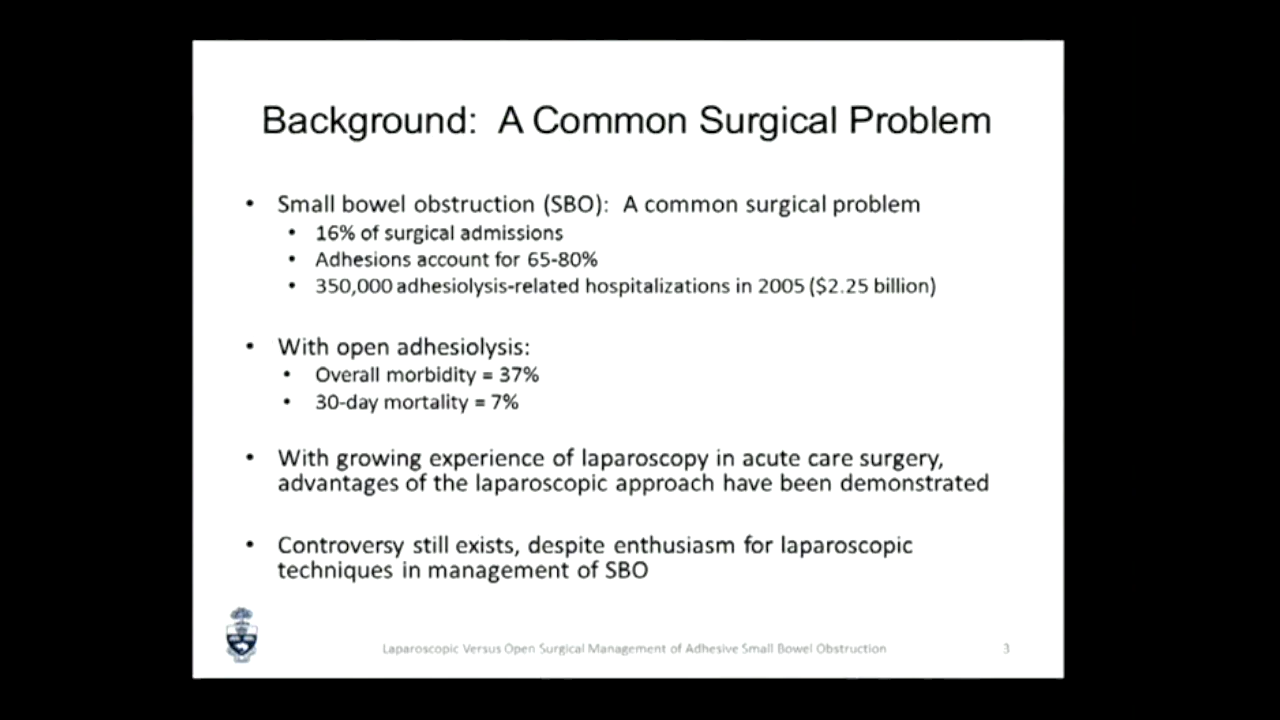 Background:  A Common Surgical Problem
• Small bowel obstruction (SBO):  A common surgical problem
• 16% of surgical admissions
• Adhesions account for 65-80%
• 350,000 adhesiolysis-related hospitalizations in 2005 ($2.25 billion)
• With open adhesiolysis:
• Overall morbidity = 37%
• 30-day mortality = 7%
• With growing experience of laparoscopy in acute care surgery,
advantages of the laparoscopic approach have been demonstrated
• Controversy still exists, despite enthusiasm for laparoscopic
techniques in management of SBO
Laparoscopic Versus Open Surgical Management of Adhesive Small Bowel Obstruction
3